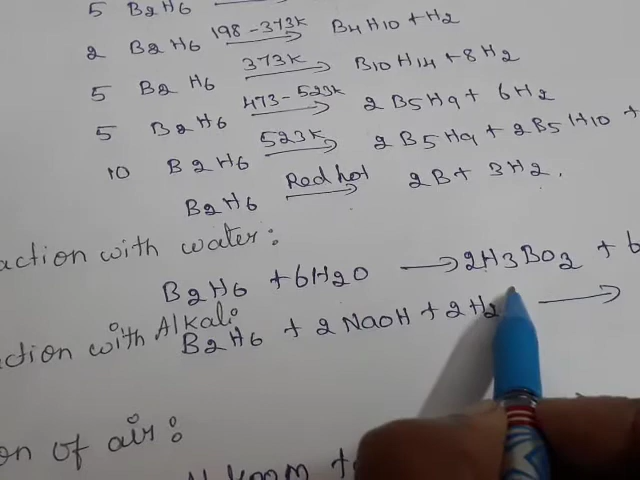 5 B2H6
2 B2H6 198-373K B4H10 + H2
5 B2H6 373K B10H14 + 8H2
5 B2H6 473-523K 2B5H9 + 6H2
10 B2H6 523K 2B5H9 + 2B5H10 +
B2H6 Red hot 2B + 3H2.
action with water:
B2H6 + 6H2O → 2H3BO3 + 6
action with Alkali
B2H6 + 2NaOH + 2H2 →
on of air: